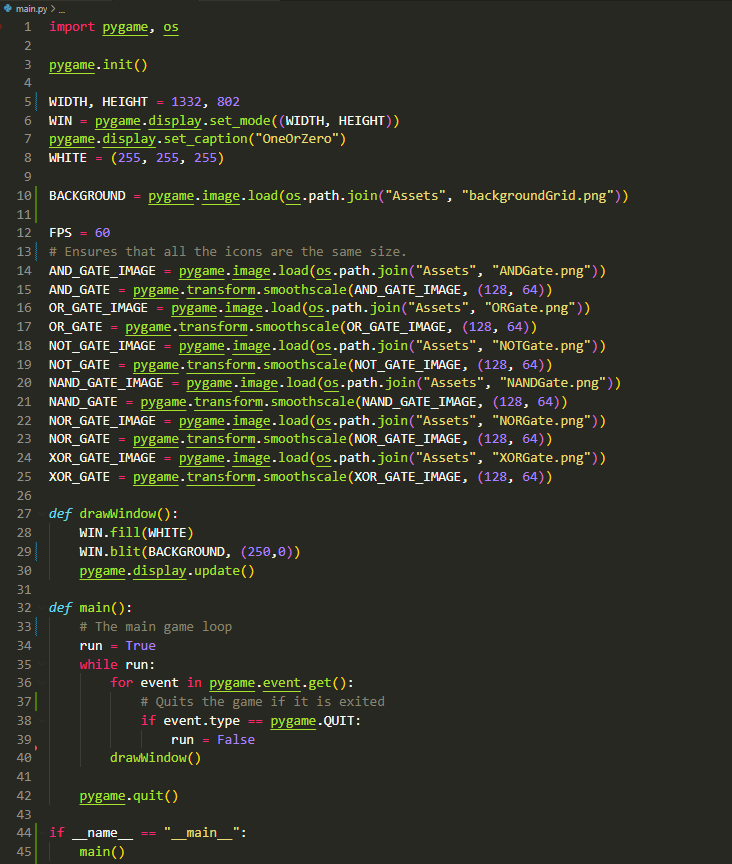 main.py > ...
1 import pygame, os
2
3 pygame.init()
4
5 WIDTH, HEIGHT = 1332, 802
6 WIN = pygame.display.set_mode((WIDTH, HEIGHT))
7 pygame.display.set_caption("OneOrZero")
8 WHITE = (255, 255, 255)
9
10 BACKGROUND = pygame.image.load(os.path.join("Assets", "backgroundGrid.png"))
11
12 FPS = 60
13 # Ensures that all the icons are the same size.
14 AND_GATE_IMAGE = pygame.image.load(os.path.join("Assets", "ANDGate.png"))
15 AND_GATE = pygame.transform.smoothscale(AND_GATE_IMAGE, (128, 64))
16 OR_GATE_IMAGE = pygame.image.load(os.path.join("Assets", "ORGate.png"))
17 OR_GATE = pygame.transform.smoothscale(OR_GATE_IMAGE, (128, 64))
18 NOT_GATE_IMAGE = pygame.image.load(os.path.join("Assets", "NOTGate.png"))
19 NOT_GATE = pygame.transform.smoothscale(NOT_GATE_IMAGE, (128, 64))
20 NAND_GATE_IMAGE = pygame.image.load(os.path.join("Assets", "NANDGate.png"))
21 NAND_GATE = pygame.transform.smoothscale(NAND_GATE_IMAGE, (128, 64))
22 NOR_GATE_IMAGE = pygame.image.load(os.path.join("Assets", "NORGate.png"))
23 NOR_GATE = pygame.transform.smoothscale(NOR_GATE_IMAGE, (128, 64))
24 XOR_GATE_IMAGE = pygame.image.load(os.path.join("Assets", "XORGate.png"))
25 XOR_GATE = pygame.transform.smoothscale(XOR_GATE_IMAGE, (128, 64))
26
27 def drawWindow():
28     WIN.fill(WHITE)
29     WIN.blit(BACKGROUND, (250,0))
30     pygame.display.update()
31
32 def main():
33     # The main game loop
34     run = True
35     while run:
36         for event in pygame.event.get():
37             # Quits the game if it is exited
38             if event.type == pygame.QUIT:
39                 run = False
40         drawWindow()
41
42     pygame.quit()
43
44 if __name__ == "__main__":
45     main()